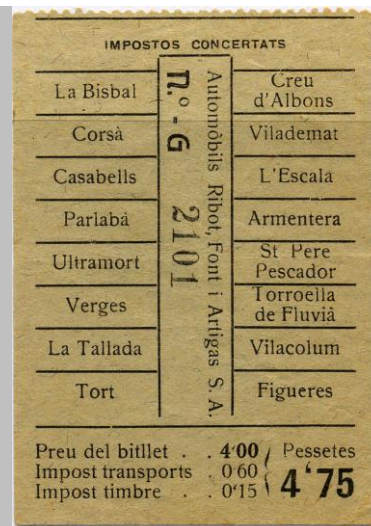 IMPOSTOS CONCERTATS
La Bisbal
Corsà
Casabells
Parlabà
Ultramort
Verges
La Tallada
Tort
n.º - G 2101
Automòbils Ribot, Font i Artigas S. A.
Creu
d'Albons
Vilademat
L'Escala
Armentera
St Pere
Pescador
Torroella
de Fluvià
Vilacolum
Figueres
Preu del bitllet . . 4'00
Impost transports . 0'60
Impost timbre . . 0'15
Pessetes
4'75